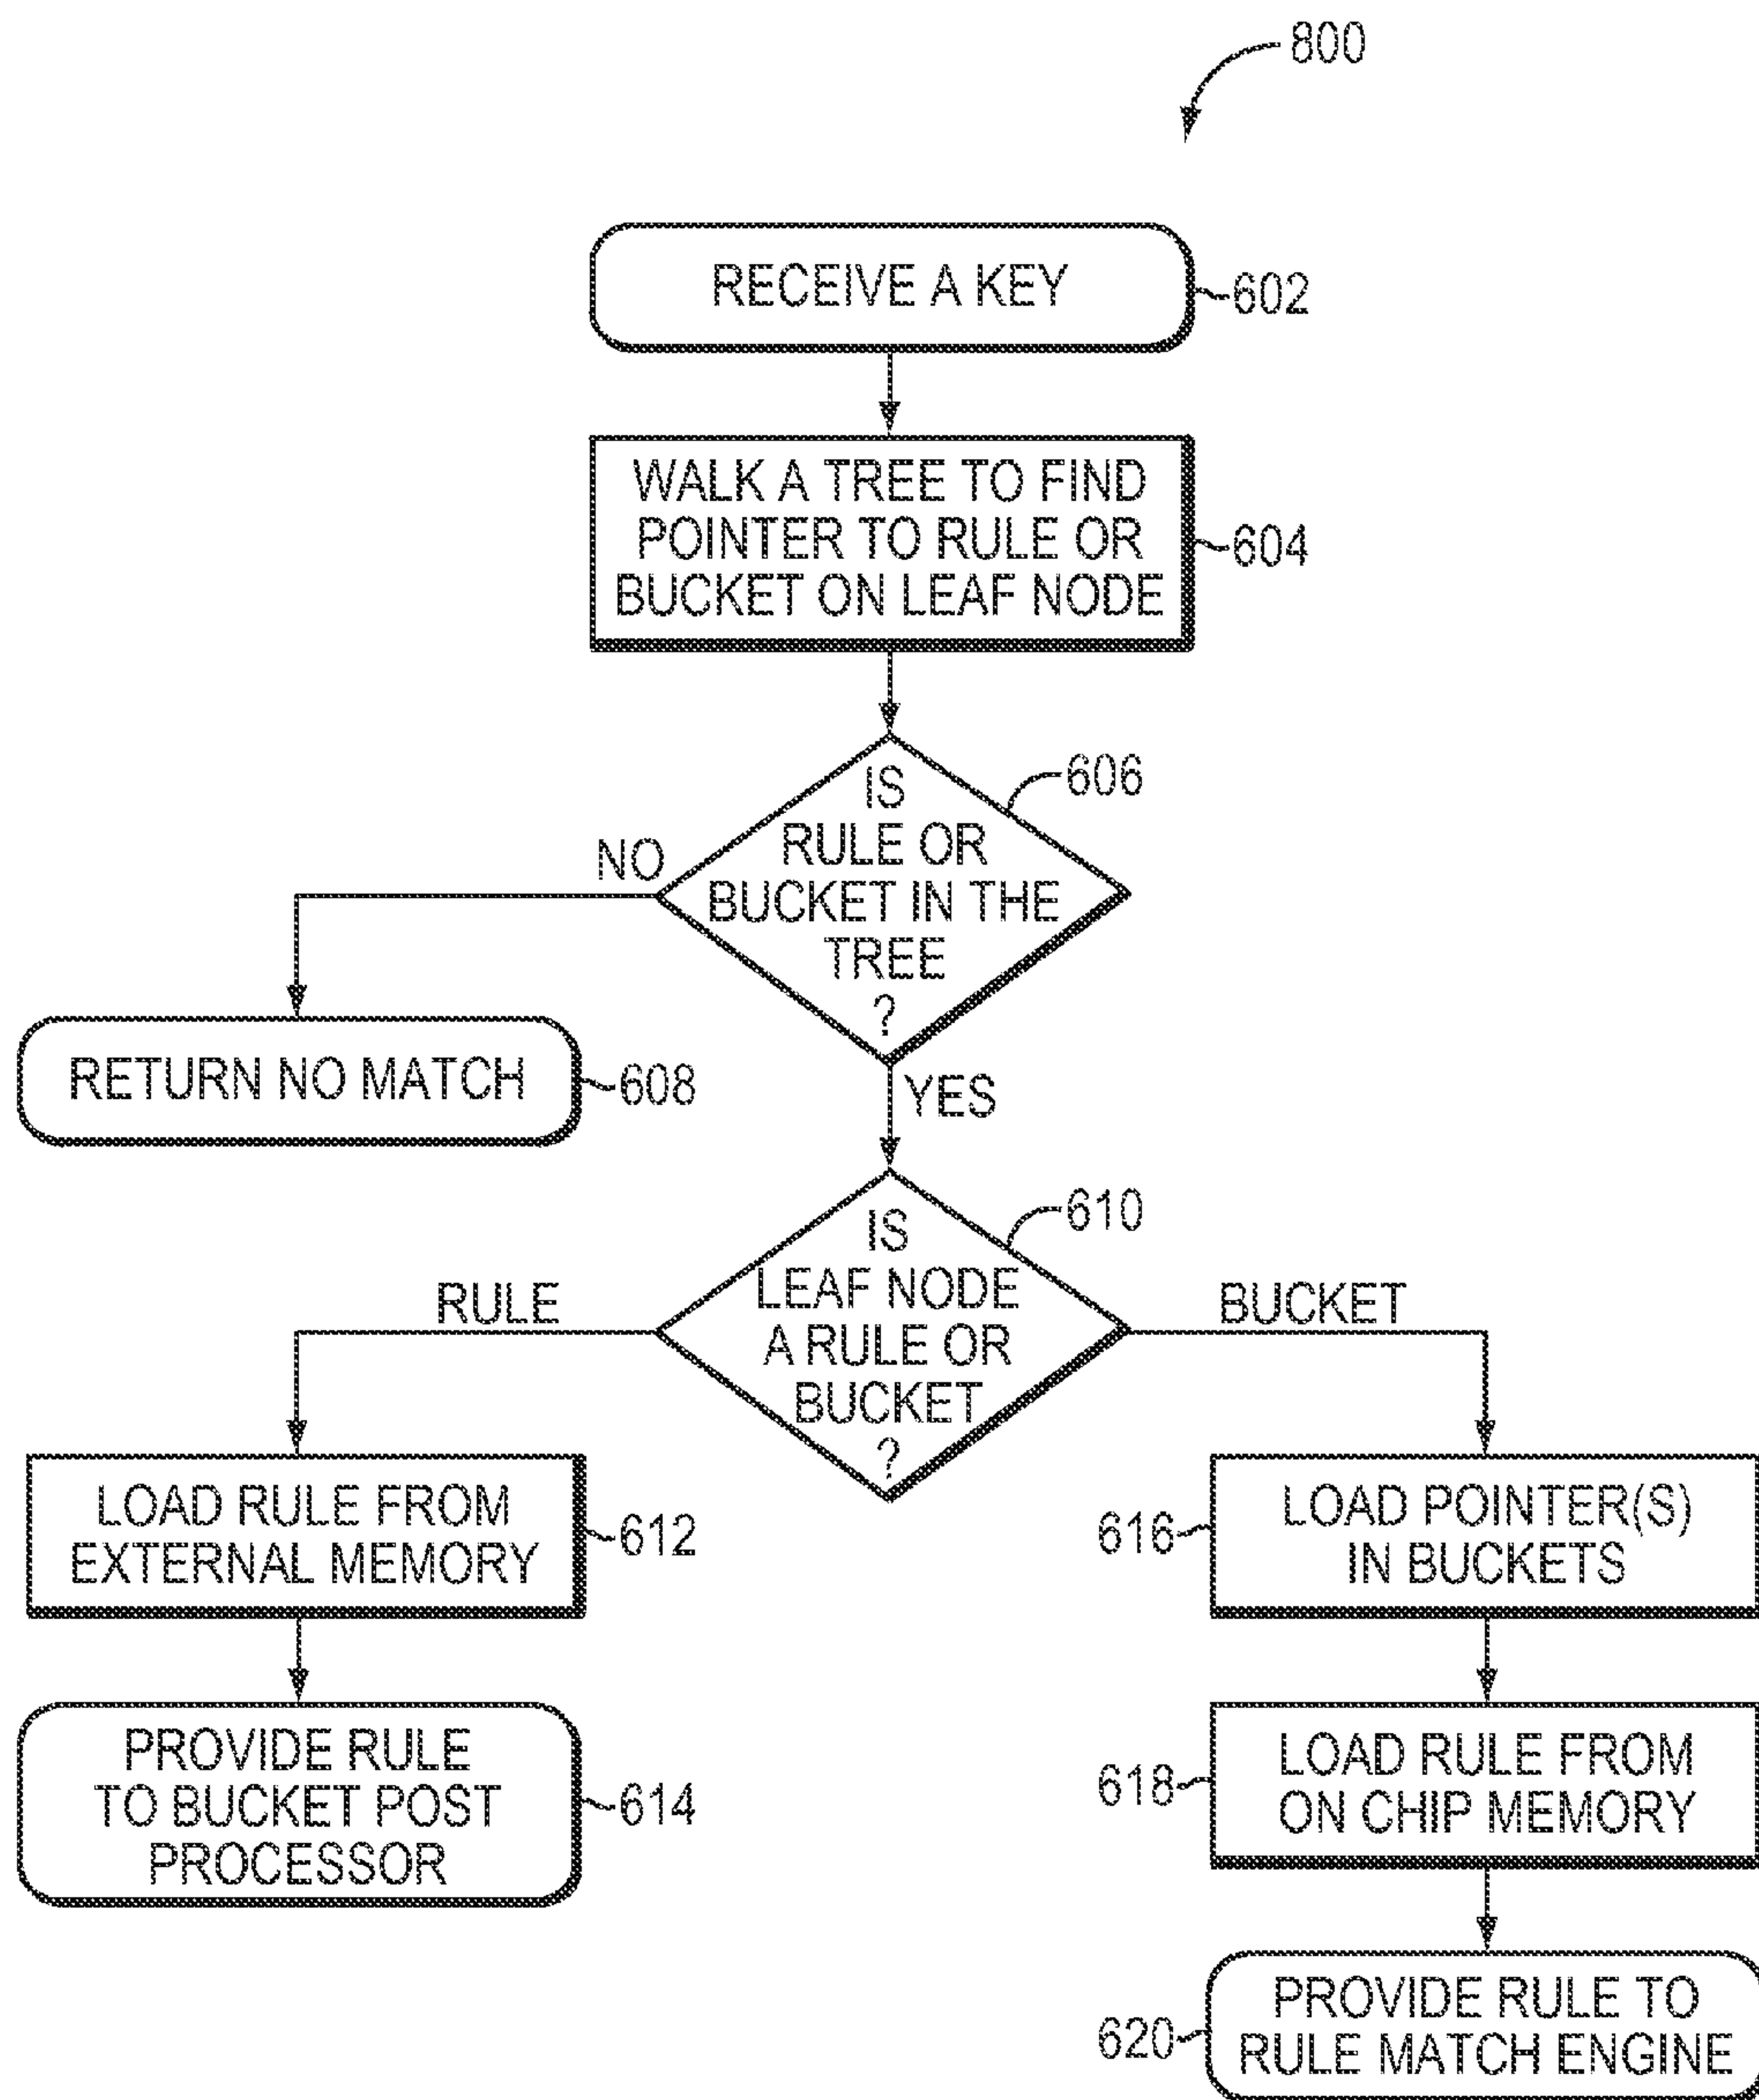 800
RECEIVE A KEY
602
WALK A TREE TO FIND
POINTER TO RULE OR
BUCKET ON LEAF NODE
604
IS
RULE OR
BUCKET IN THE
TREE
?
606
NO
RETURN NO MATCH
608
YES
IS
LEAF NODE
A RULE OR
BUCKET
?
610
RULE
BUCKET
LOAD RULE FROM
EXTERNAL MEMORY
612
PROVIDE RULE
TO BUCKET POST
PROCESSOR
614
616
LOAD POINTER(S)
IN BUCKETS
618
LOAD RULE FROM
ON CHIP MEMORY
620
PROVIDE RULE TO
RULE MATCH ENGINE